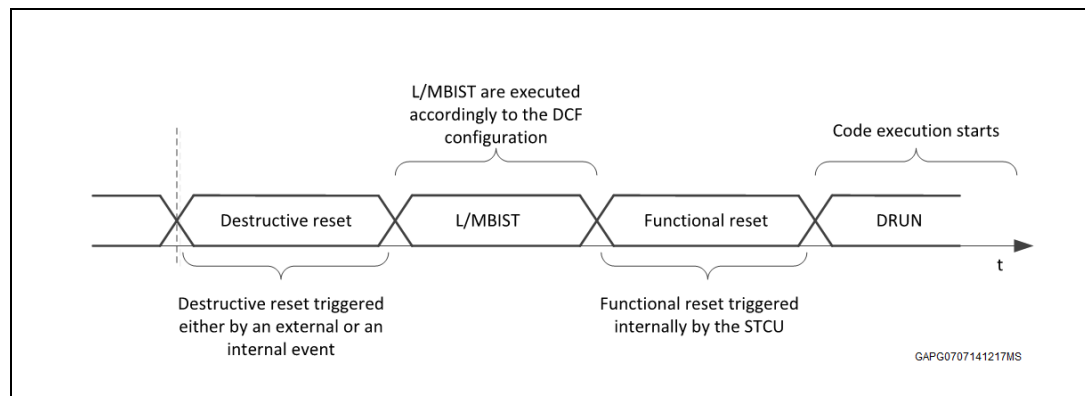 L/MBIST are executed
accordingly to the DCF
configuration
Code execution starts
Destructive reset
L/MBIST
Functional reset
DRUN
t
Destructive reset triggered
either by an external or an
internal event
Functional reset triggered
internally by the STCU
GAPG0707141217MS